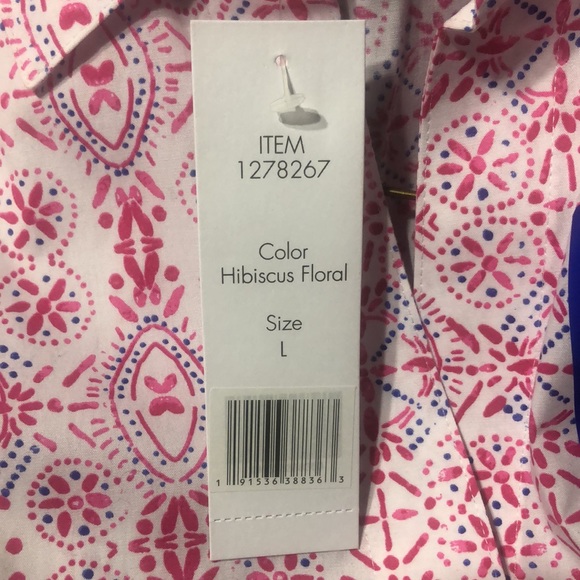 ITEM
1278267
Color
Hibiscus Floral
Size
L
1 91536 38836 3